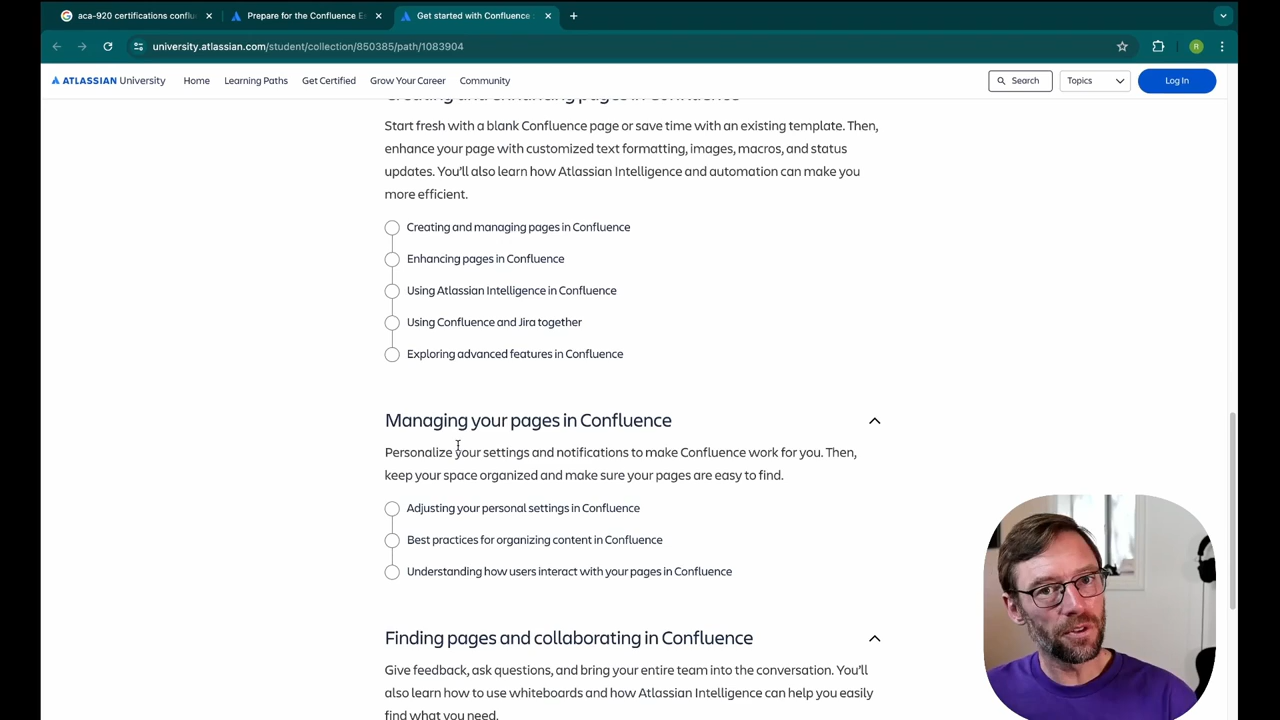 aca-920 certifications conflu
Prepare for the Confluence E
Get started with Confluence
university.atlassian.com/student/collection/850385/path/1083904
R
ATLASSIAN University
Home
Learning Paths
Get Certified
Grow Your Career
Community
Search
Topics
Log In
Creating and enhancing pages in Confluence
Start fresh with a blank Confluence page or save time with an existing template. Then,
enhance your page with customized text formatting, images, macros, and status
updates. You'll also learn how Atlassian Intelligence and automation can make you
more efficient.
Creating and managing pages in Confluence
Enhancing pages in Confluence
Using Atlassian Intelligence in Confluence
Using Confluence and Jira together
Exploring advanced features in Confluence
Managing your pages in Confluence
Personalize your settings and notifications to make Confluence work for you. Then,
keep your space organized and make sure your pages are easy to find.
Adjusting your personal settings in Confluence
Best practices for organizing content in Confluence
Understanding how users interact with your pages in Confluence
Finding pages and collaborating in Confluence
Give feedback, ask questions, and bring your entire team into the conversation. You'll
also learn how to use whiteboards and how Atlassian Intelligence can help you easily
find what you need.